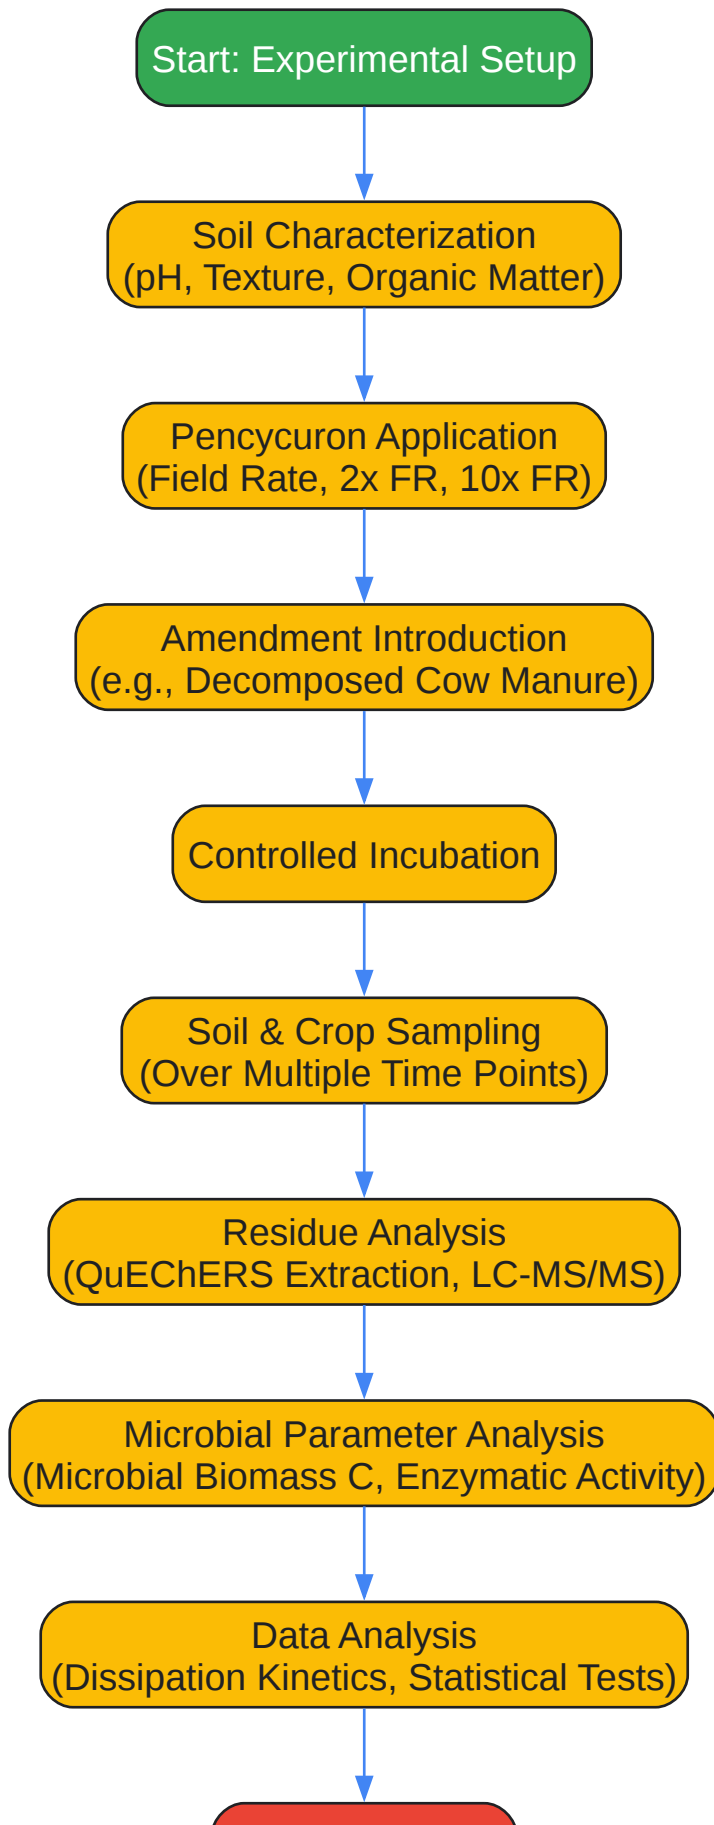 Start: Experimental Setup
Soil Characterization
(pH, Texture, Organic Matter)
Pencycuron Application
(Field Rate, 2x FR, 10x FR)
Amendment Introduction
(e.g., Decomposed Cow Manure)
Controlled Incubation
Soil & Crop Sampling
(Over Multiple Time Points)
Residue Analysis
(QuEChERS Extraction, LC-MS/MS)
Microbial Parameter Analysis
(Microbial Biomass C, Enzymatic Activity)
Data Analysis
(Dissipation Kinetics, Statistical Tests)